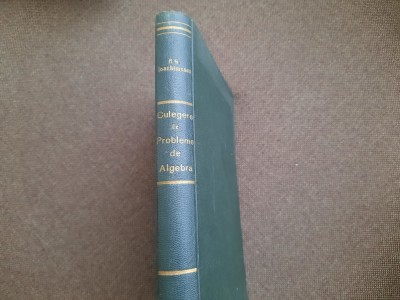 Culegere
de
Probleme
de
Algebra